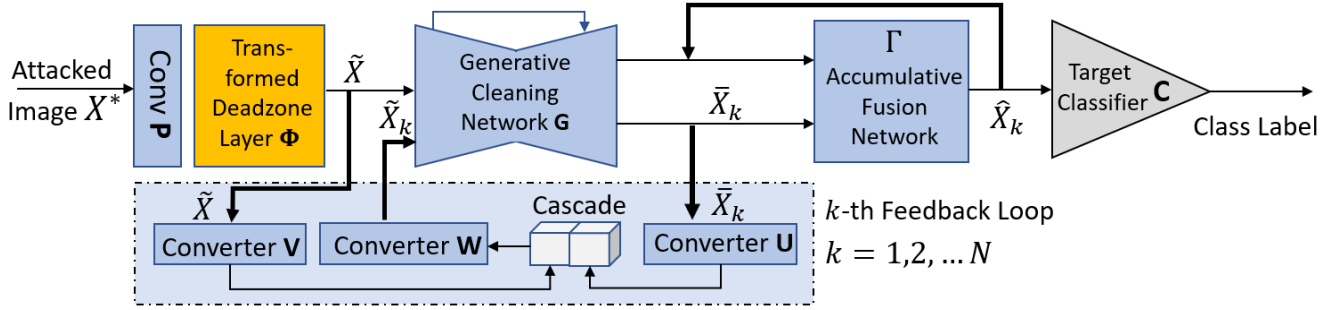 Attacked
Image X*
Conv P
Trans-
formed
Deadzone
Layer Φ
X̃
X̃ₖ
Generative
Cleaning
Network G
X̄ₖ
Γ
Accumulative
Fusion
Network
X̂ₖ
Target
Classifier C
Class Label
X̃
Converter V
Converter W
Cascade
X̄ₖ
Converter U
k-th Feedback Loop
k = 1,2, … N